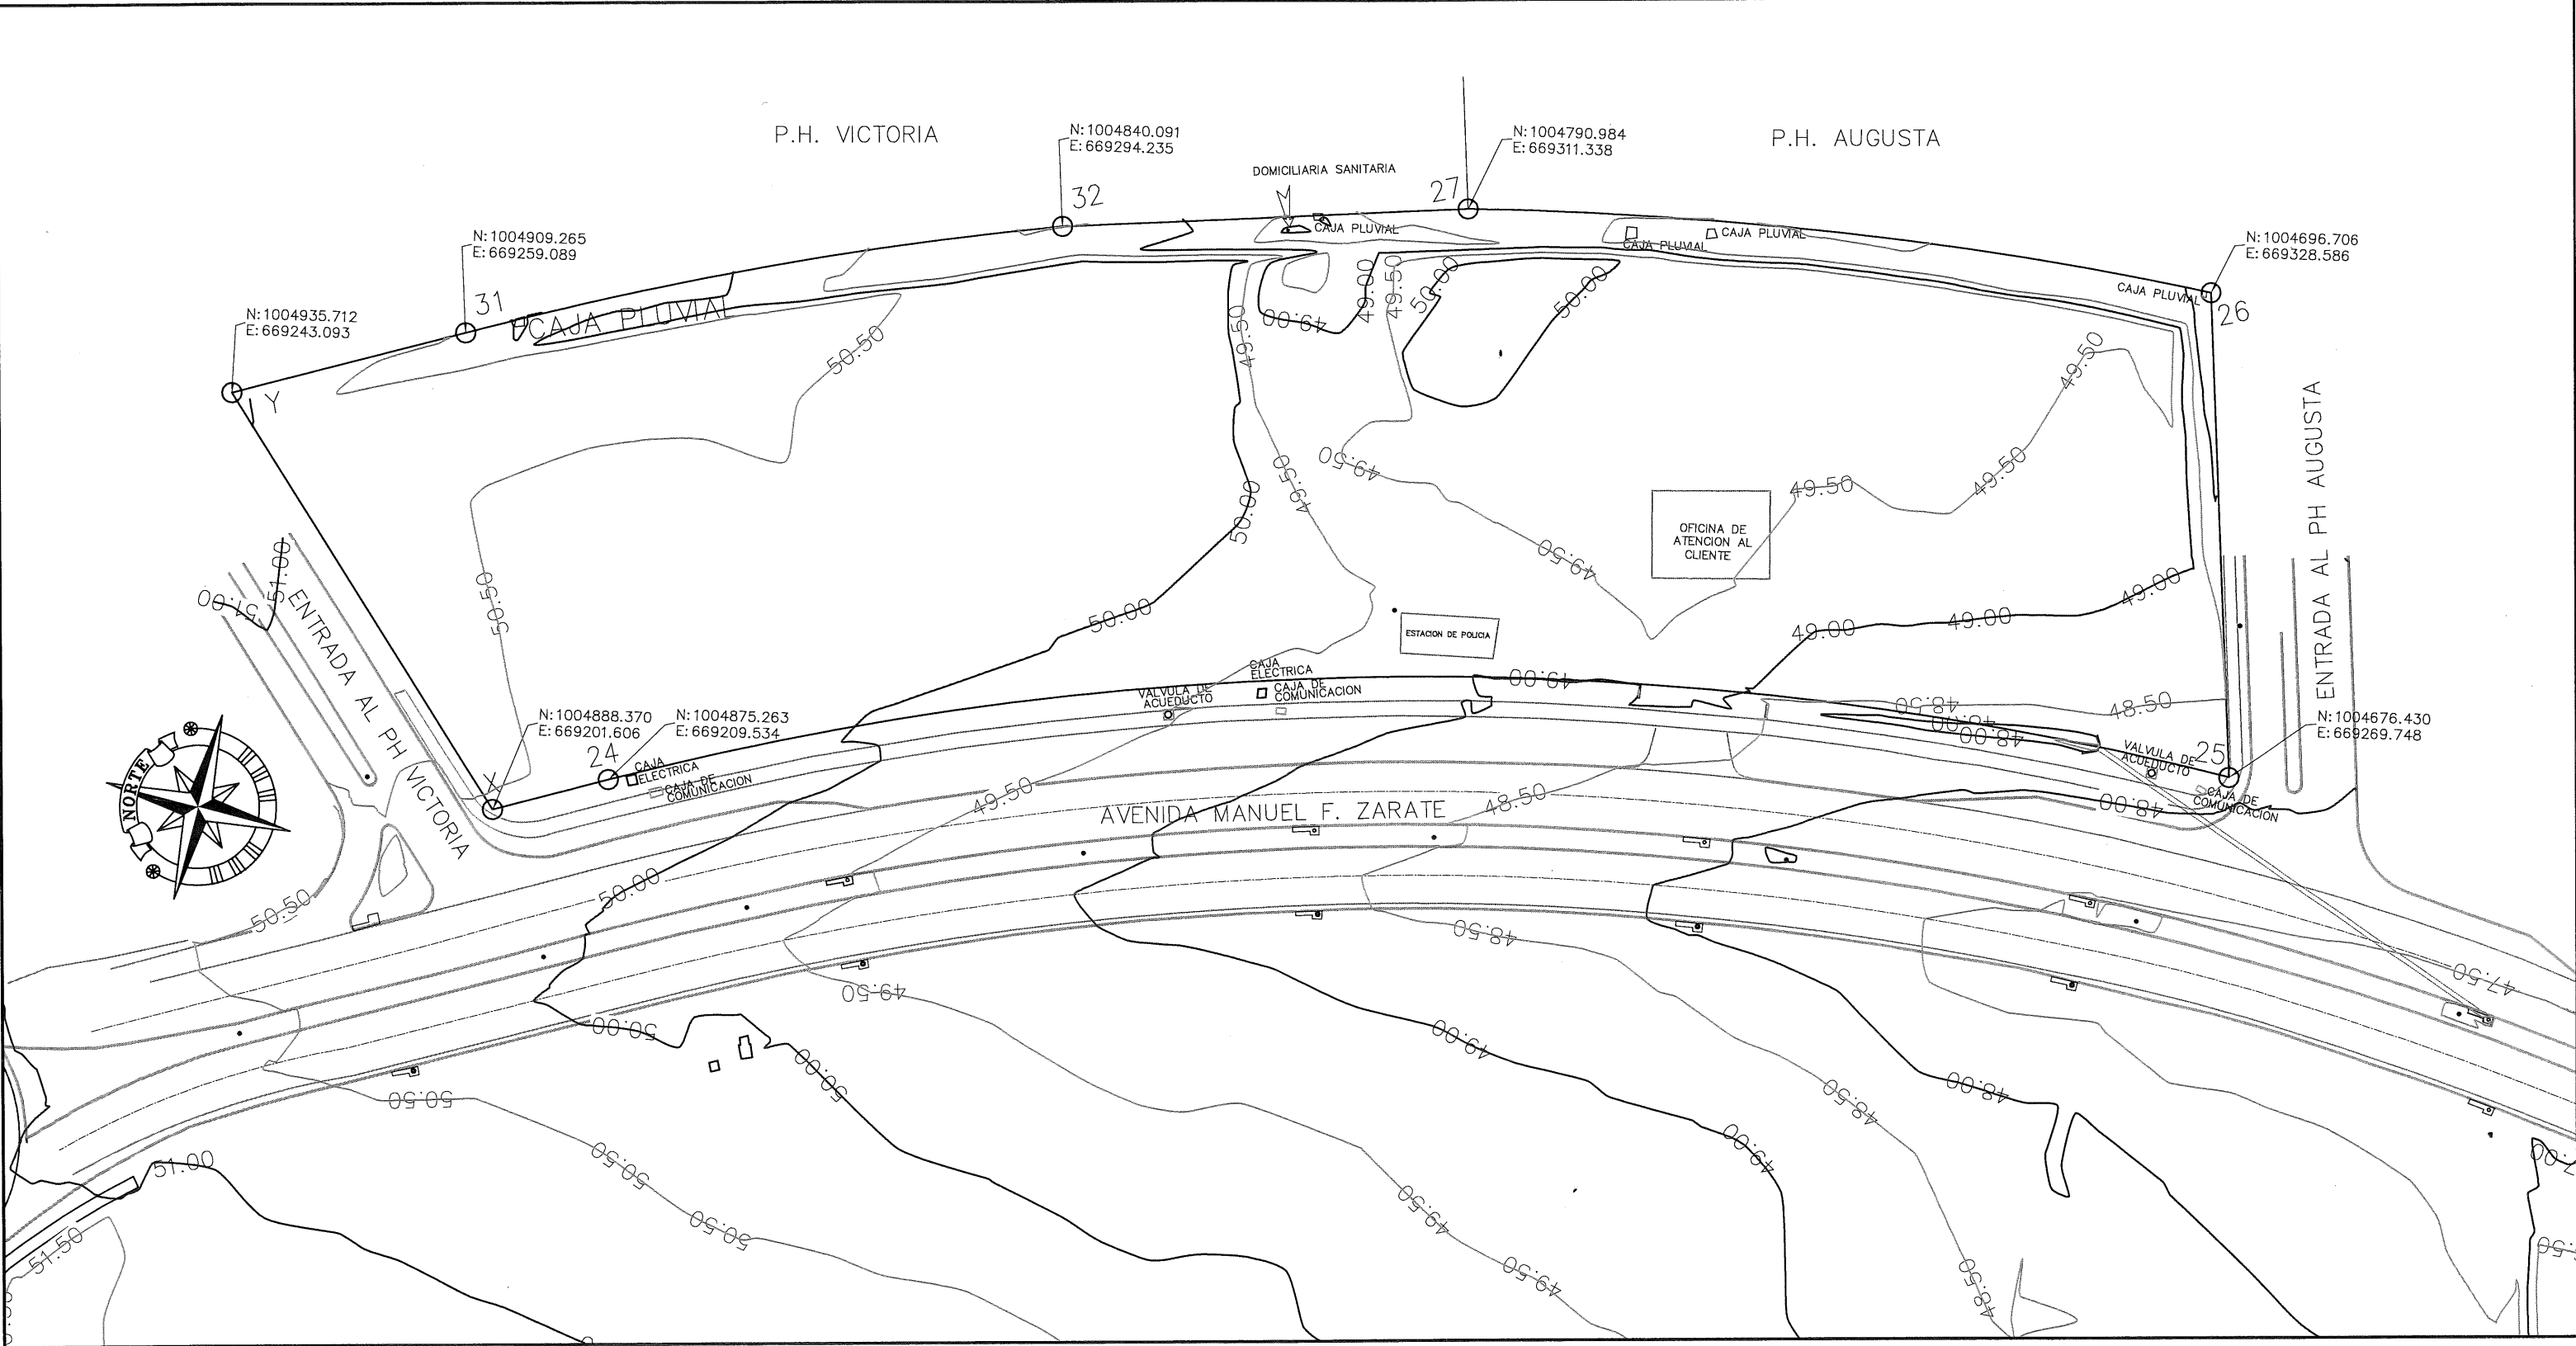 P.H. VICTORIA
N:1004840.091
E:669294.235
N:1004790.984
E:669311.338
P.H. AUGUSTA
DOMICILIARIA SANITARIA
32
27
CAJA PLUVIAL
CAJA PLUVIAL
CAJA PLUVIAL
N:1004909.265
E:669259.089
N:1004696.706
E:669328.586
CAJA PLUVIAL
26
31
CAJA PLUVIAL
N:1004935.712
E:669243.093
Y
50.50
49.50
49.00
49.00
49.50
50.00
50.00
49.50
49.50
49.50
49.50
49.50
50.00
49.50
50.50
OFICINA DE
ATENCION AL
CLIENTE
ESTACION DE POLICIA
50.00
49.00
49.00
49.00
ENTRADA AL PH AUGUSTA
51.00
51.00
ENTRADA AL PH VICTORIA
CAJA
ELECTRICA
VALVULA DE
ACUEDUCTO
CAJA DE
COMUNICACION
49.00
48.50
48.00
48.00
48.50
N:1004676.430
E:669269.748
25
VALVULA DE
ACUEDUCTO
CAJA DE
COMUNICACION
48.00
N:1004888.370
E:669201.606
N:1004875.263
E:669209.534
X
24
CAJA
ELECTRICA
CAJA DE
COMUNICACION
NORTE
49.50
AVENIDA MANUEL F. ZARATE
48.50
50.00
50.50
48.50
47.50
49.50
50.00
49.00
50.00
50.50
48.50
48.00
50.50
49.00
51.00
50.50
49.50
49.50
48.50
51.50